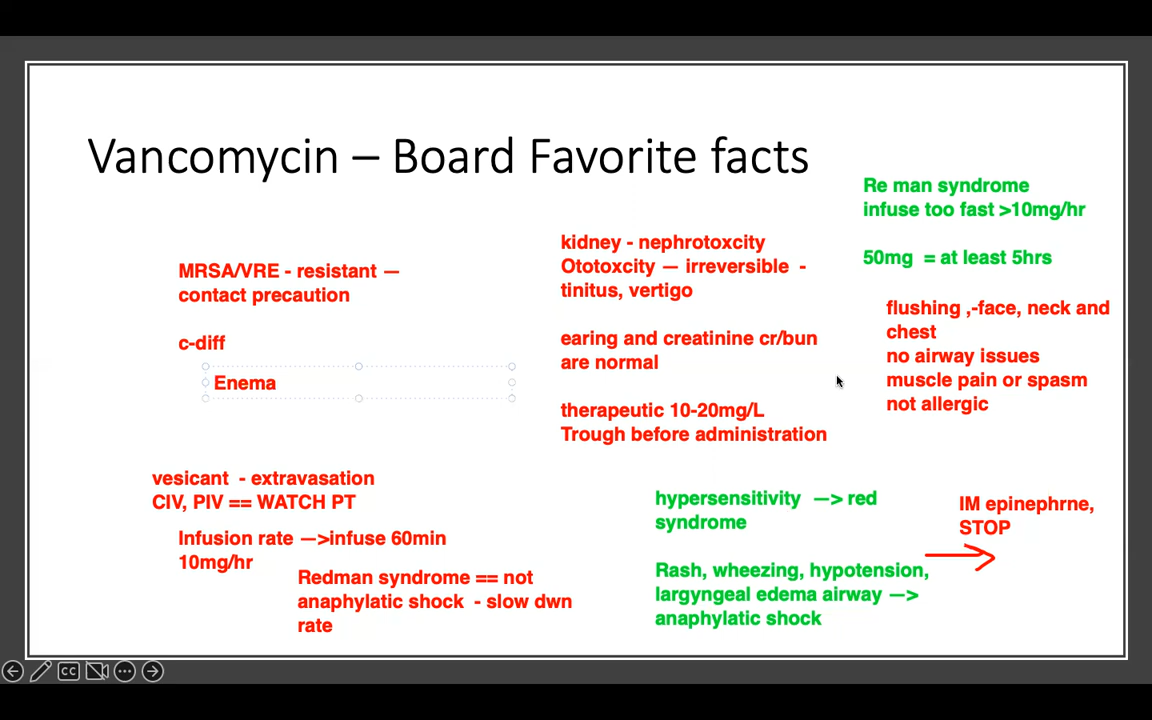 Vancomycin – Board Favorite facts
MRSA/VRE - resistant —
contact precaution
c-diff
Enema
vesicant - extravasation
CIV, PIV == WATCH PT
Infusion rate —>infuse 60min
10mg/hr
Redman syndrome == not
anaphylatic shock - slow dwn
rate
kidney - nephrotoxcity
Ototoxcity — irreversible -
tinitus, vertigo
earing and creatinine cr/bun
are normal
therapeutic 10-20mg/L
Trough before administration
Re man syndrome
infuse too fast >10mg/hr
50mg = at least 5hrs
flushing ,-face, neck and
chest
no airway issues
muscle pain or spasm
not allergic
hypersensitivity —> red
syndrome
Rash, wheezing, hypotension,
largyngeal edema airway —>
anaphylatic shock
IM epinephrne,
STOP
CC